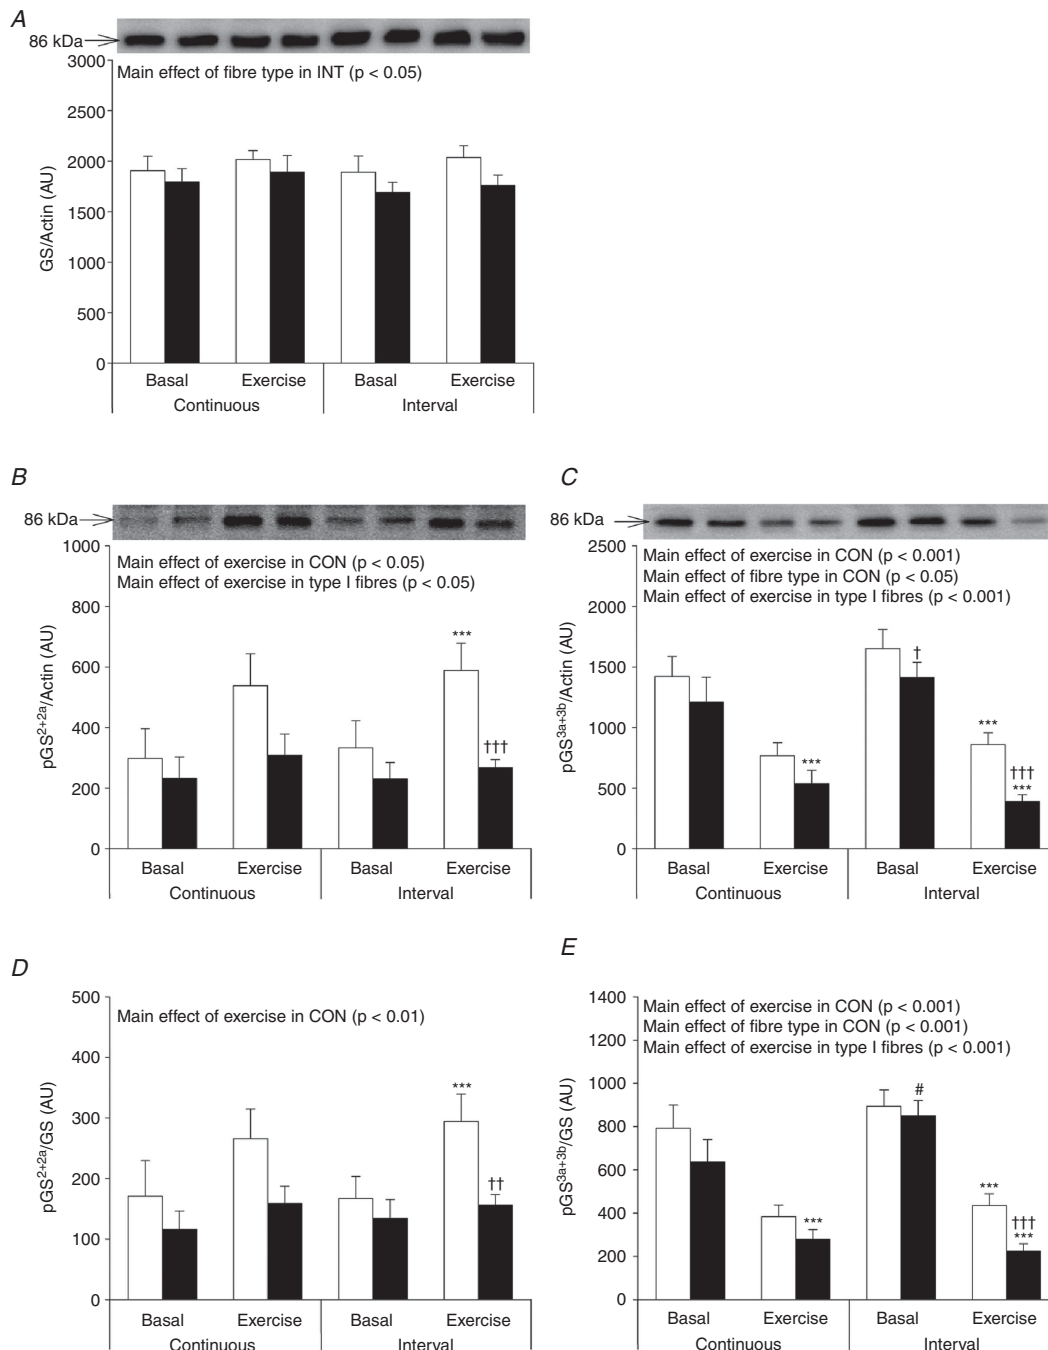 A
86 kDa
Main effect of fibre type in INT (p < 0.05)
3000
2500
2000
1500
1000
500
0
GS/Actin (AU)
Basal Exercise Basal Exercise
Continuous Interval
B
86 kDa
Main effect of exercise in CON (p < 0.05)
Main effect of exercise in type I fibres (p < 0.05)
1000
800
600
400
200
0
pGS2+2a/Actin (AU)
***
†††
Basal Exercise Basal Exercise
Continuous Interval
C
86 kDa
Main effect of exercise in CON (p < 0.001)
Main effect of fibre type in CON (p < 0.05)
Main effect of exercise in type I fibres (p < 0.001)
2500
2000
1500
1000
500
0
pGS3a+3b/Actin (AU)
***
†
***
†††
***
Basal Exercise Basal Exercise
Continuous Interval
D
Main effect of exercise in CON (p < 0.01)
500
400
300
200
100
0
pGS2+2a/GS (AU)
***
††
Basal Exercise Basal Exercise
Continuous Interval
E
Main effect of exercise in CON (p < 0.001)
Main effect of fibre type in CON (p < 0.001)
Main effect of exercise in type I fibres (p < 0.001)
1400
1200
1000
800
600
400
200
0
pGS3a+3b/GS (AU)
***
#
***
†††
***
Basal Exercise Basal Exercise
Continuous Interval